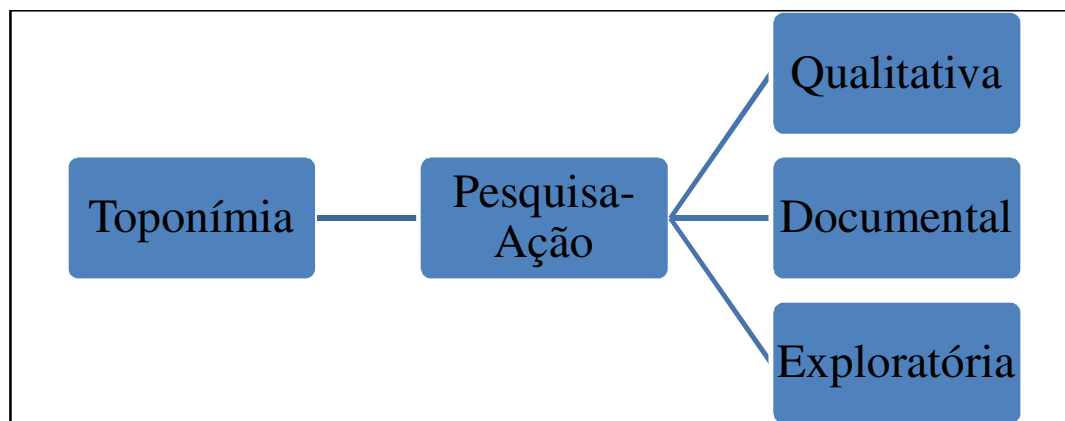 Toponímia
Pesquisa-
Ação
Qualitativa
Documental
Exploratória